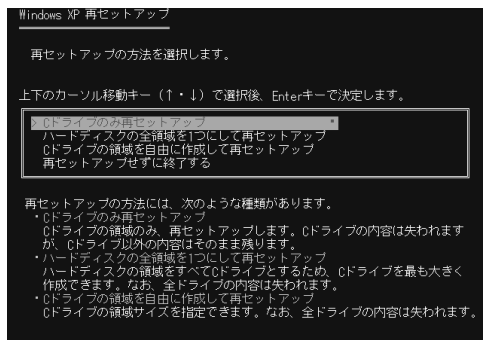 Windows XP 再セットアップ
再セットアップの方法を選択します。
上下のカーソル移動キー（↑・↓）で選択後、Enterキーで決定します。
> Cドライブのみ再セットアップ *
ハードディスクの全領域を1つにして再セットアップ
Cドライブの領域を自由に作成して再セットアップ
再セットアップせずに終了する
再セットアップの方法には、次のような種類があります。
・Cドライブのみ再セットアップ
Cドライブの領域のみ、再セットアップします。Cドライブの内容は失われます
が、Cドライブ以外の内容はそのまま残ります。
・ハードディスクの全領域を1つにして再セットアップ
ハードディスクの領域をすべてCドライブとするため、Cドライブを最も大きく
作成できます。なお、全ドライブの内容は失われます。
・Cドライブの領域を自由に作成して再セットアップ
Cドライブの領域サイズを指定できます。なお、全ドライブの内容は失われます。